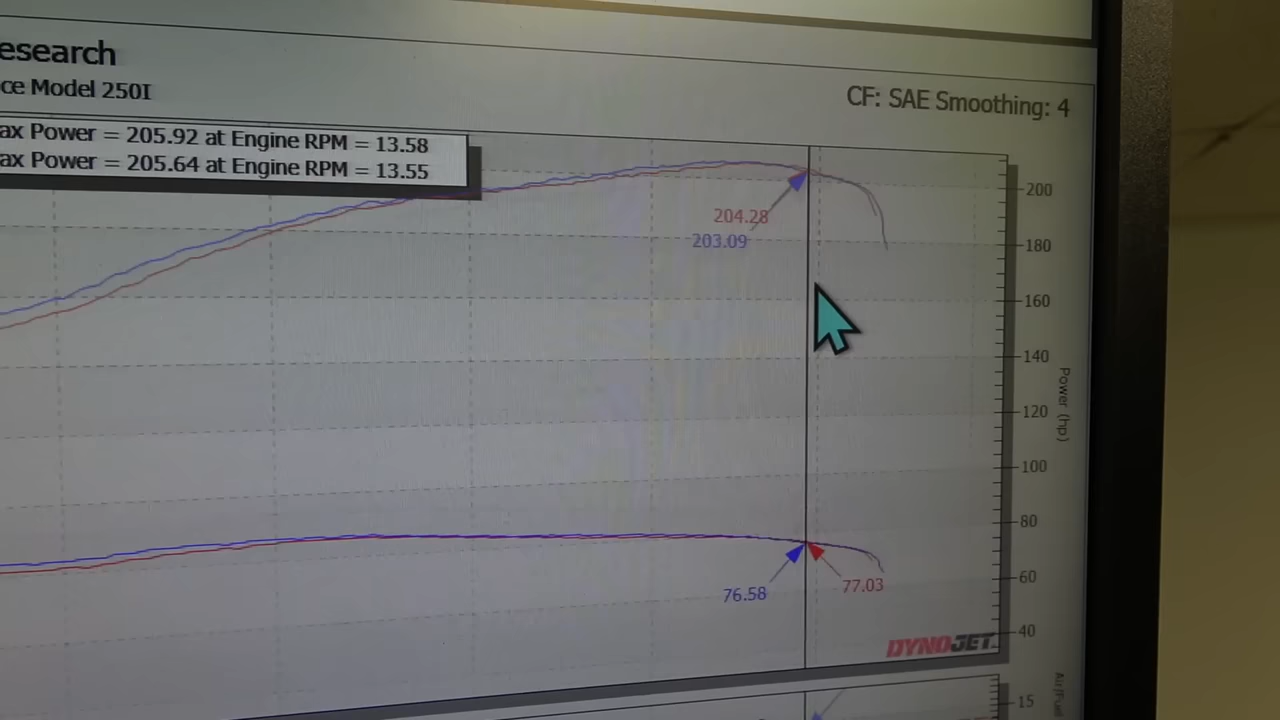 esearch
ce Model 250I
CF: SAE Smoothing: 4
ax Power = 205.92 at Engine RPM = 13.58
ax Power = 205.64 at Engine RPM = 13.55
204.28
203.09
200
180
160
140
120
100
80
60
40
Power (hp)
76.58
77.03
DYNOJET
15
Air/Fuel